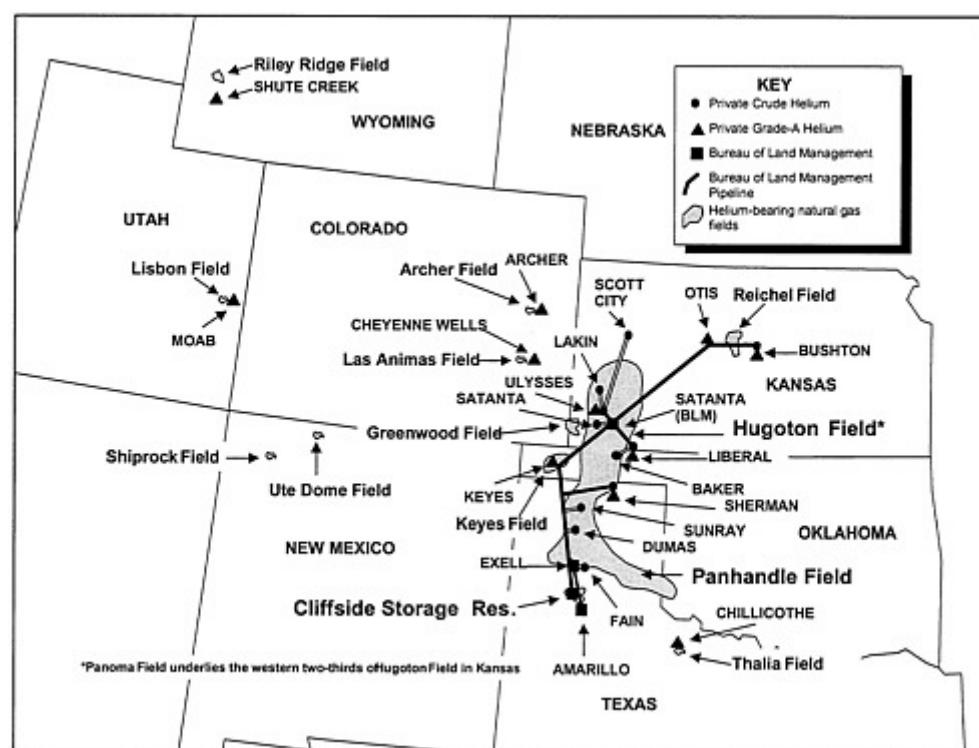 Riley Ridge Field
SHUTE CREEK
WYOMING
NEBRASKA
KEY
Private Crude Helium
Private Grade-A Helium
Bureau of Land Management
Bureau of Land Management
Pipeline
Helium-bearing natural gas
fields
UTAH
COLORADO
Lisbon Field
MOAB
Archer Field
ARCHER
CHEYENNE WELLS
Las Animas Field
SCOTT
CITY
LAKIN
OTIS
Reichel Field
BUSHTON
KANSAS
ULYSSES
SATANTA
SATANTA
(BLM)
Greenwood Field
Hugoton Field*
LIBERAL
Shiprock Field
Ute Dome Field
KEYES
Keyes Field
BAKER
SHERMAN
SUNRAY
DUMAS
OKLAHOMA
NEW MEXICO
EXELL
Panhandle Field
Cliffside Storage Res.
FAIN
CHILLICOTHE
AMARILLO
Thalia Field
*Panoma Field underlies the western two-thirds ofHugoton Field in Kansas
TEXAS